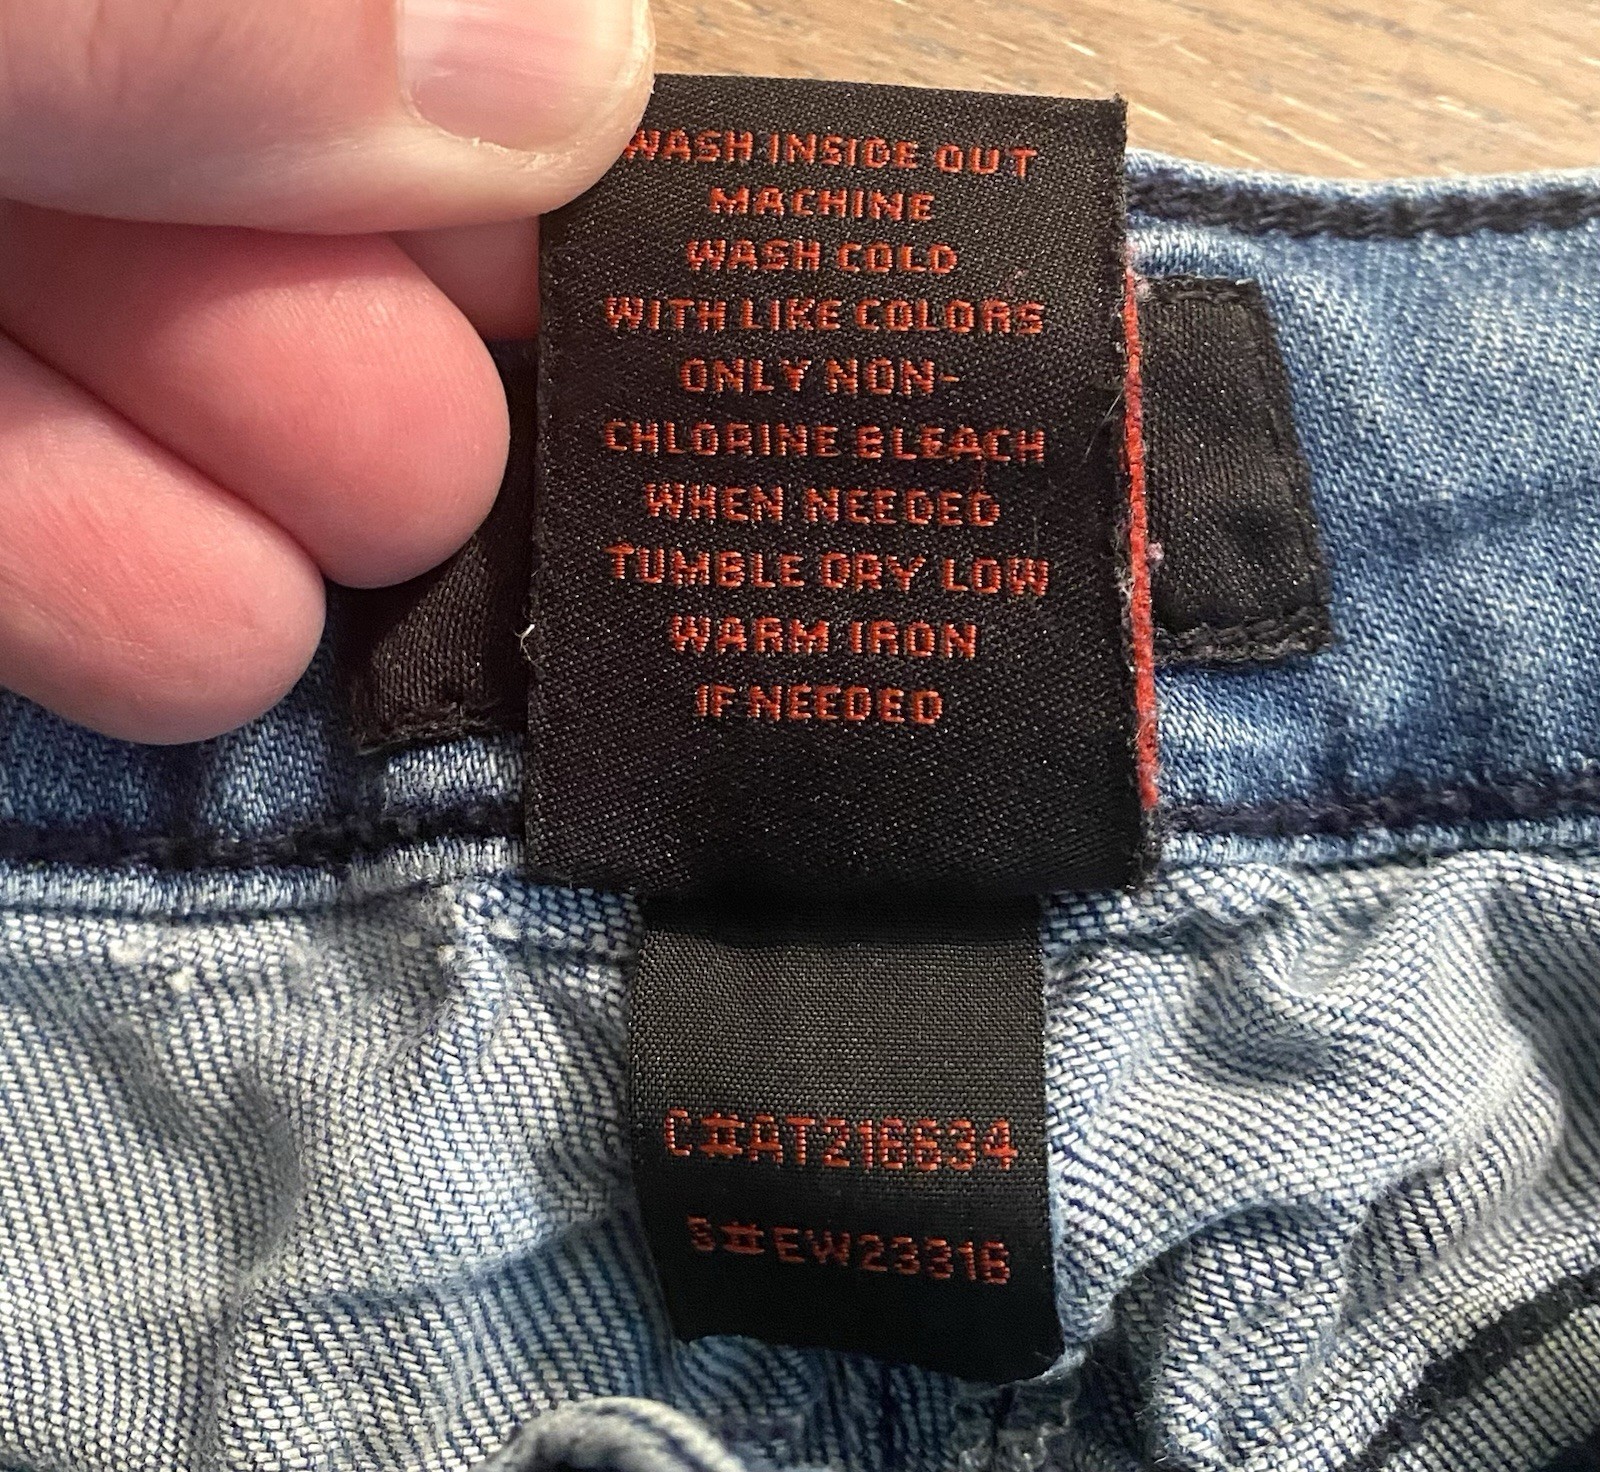 WASH INSIDE OUT
MACHINE
WASH COLD
WITH LIKE COLORS
ONLY NON-
CHLORINE BLEACH
WHEN NEEDED
TUMBLE DRY LOW
WARM IRON
IF NEEDED
C#AT216634
S#EW23316